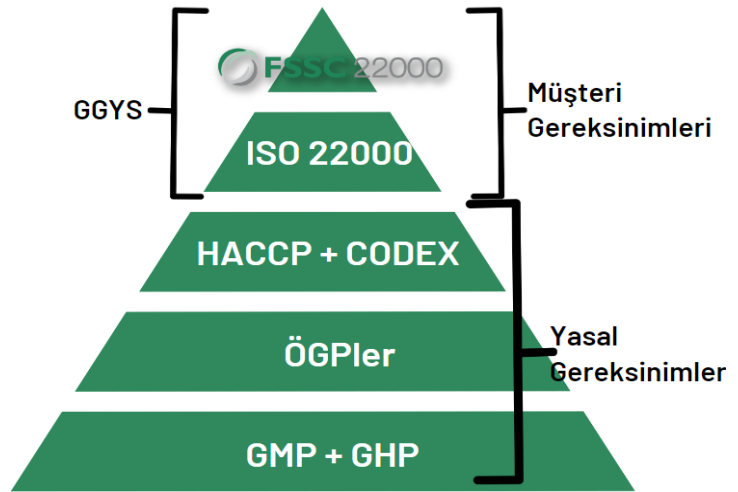 FSSC 22000
GGYS
Müşteri
Gereksinimleri
ISO 22000
HACCP + CODEX
ÖGPler
Yasal
Gereksinimler
GMP + GHP